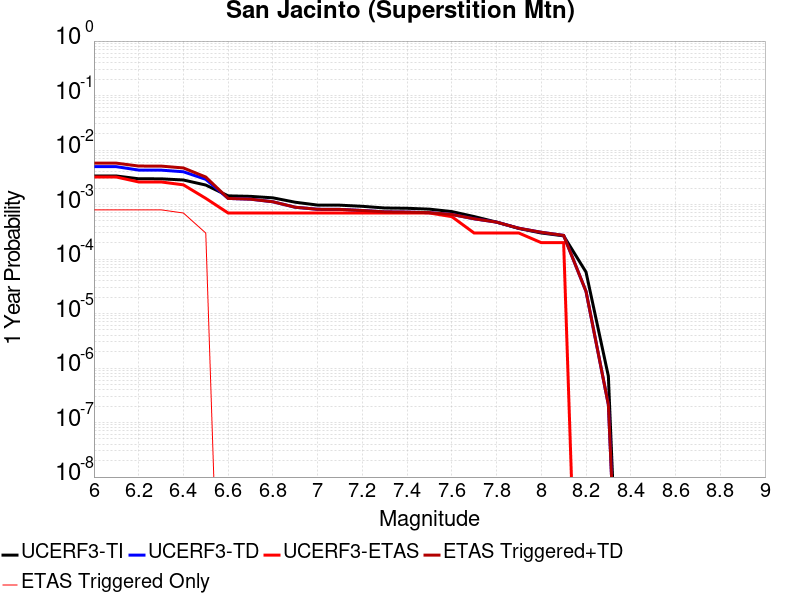 San Jacinto (Superstition Mtn)
10^0
10^-1
10^-2
10^-3
10^-4
10^-5
10^-6
10^-7
10^-8
1 Year Probability
6 6.2 6.4 6.6 6.8 7 7.2 7.4 7.6 7.8 8 8.2 8.4 8.6 8.8 9
Magnitude
UCERF3-TI UCERF3-TD UCERF3-ETAS ETAS Triggered+TD
ETAS Triggered Only